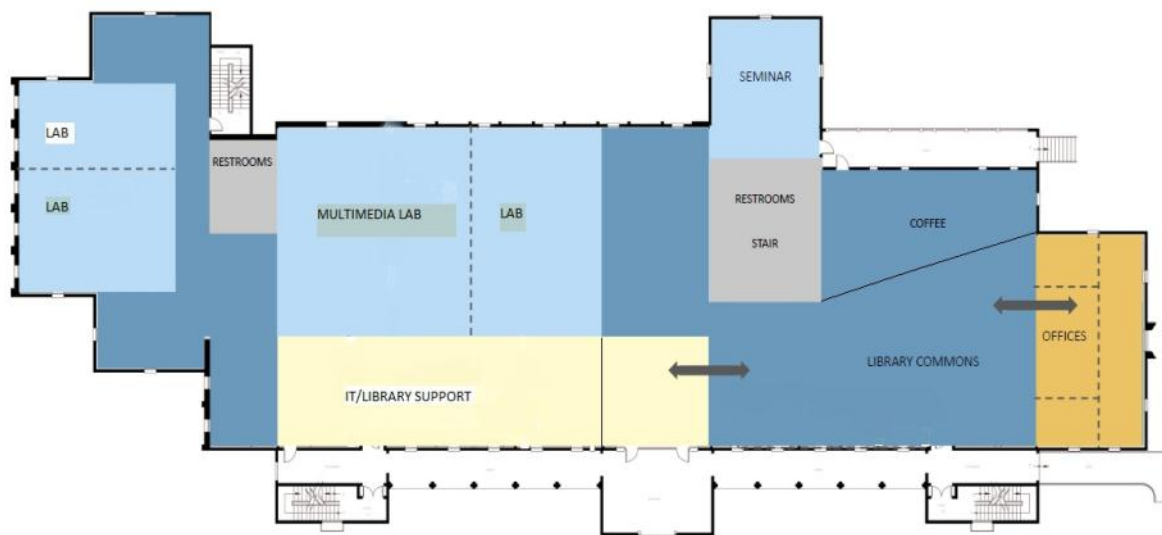 SEMINAR
LAB
RESTROOMS
LAB
MULTIMEDIA LAB
LAB
RESTROOMS
STAIR
COFFEE
OFFICES
LIBRARY COMMONS
IT/LIBRARY SUPPORT